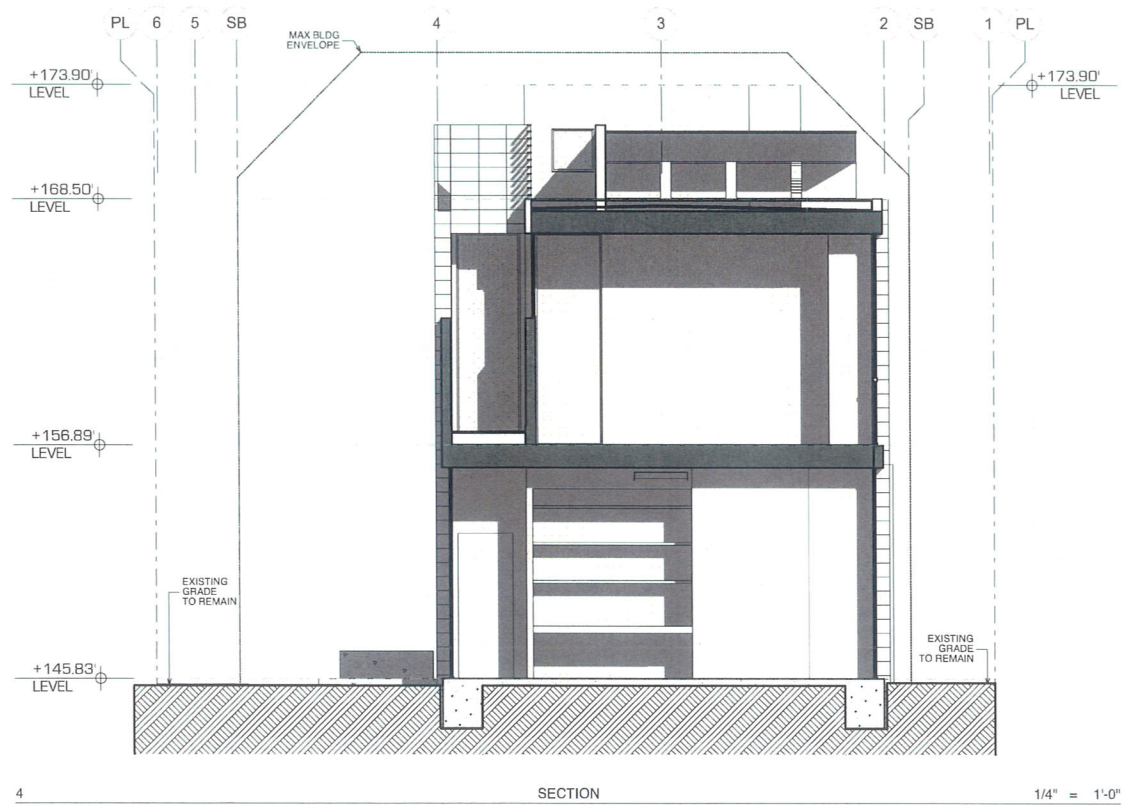 PL 6 5 SB 4 3 2 SB 1 PL
MAX BLDG
ENVELOPE
+173.90'
LEVEL
+173.90'
LEVEL
+168.50'
LEVEL
+156.89'
LEVEL
EXISTING
GRADE
TO REMAIN
EXISTING
GRADE
TO REMAIN
+145.83'
LEVEL
4 SECTION 1/4" = 1'-0"